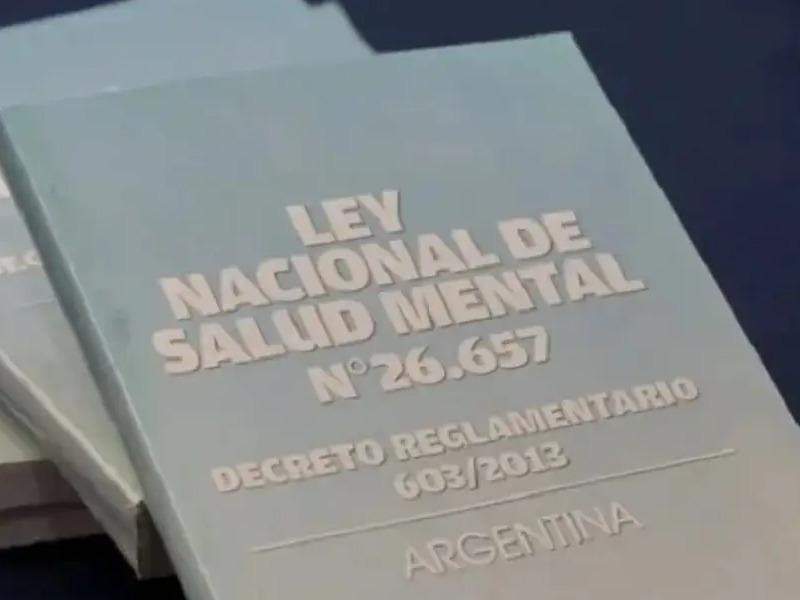 LEY
NACIONAL DE
SALUD MENTAL
N° 26.657
DECRETO REGLAMENTARIO
603/2013
ARGENTINA